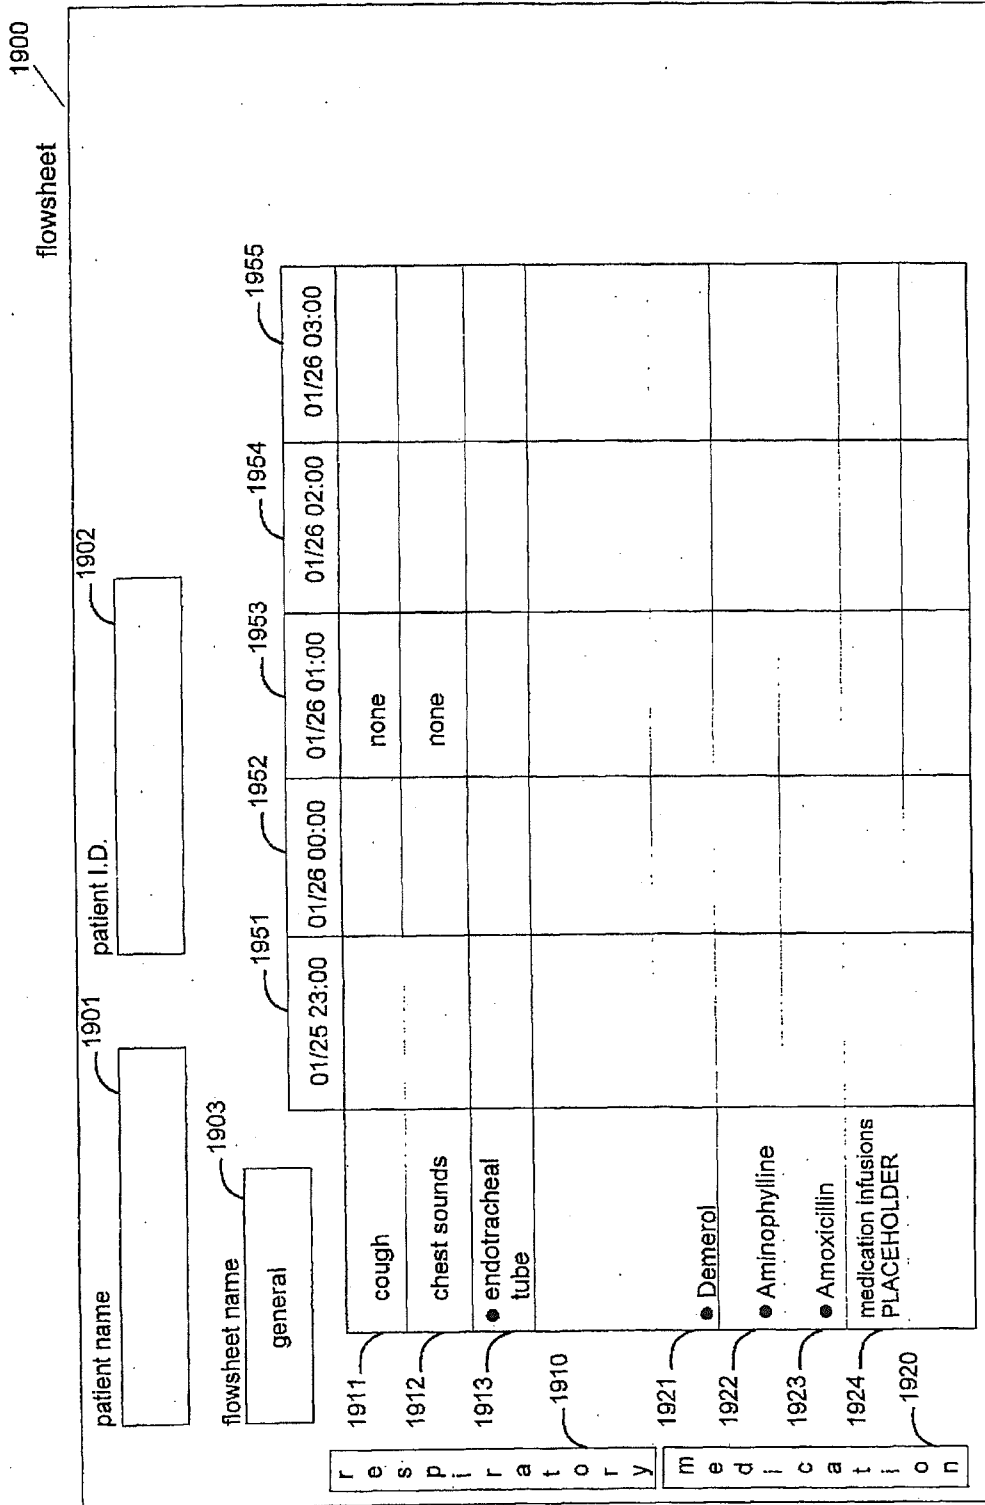 flowsheet
1900
patient name
1901
patient I.D.
1902
flowsheet name
1903
general
1951
1952
1953
1954
1955
01/25 23:00
01/26 00:00
01/26 01:00
01/26 02:00
01/26 03:00
respiratory
1910
1911
cough
none
1912
chest sounds
none
1913
● endotracheal
tube
medication
1920
1921
● Demerol
1922
● Aminophylline
1923
● Amoxicillin
1924
medication infusions
PLACEHOLDER